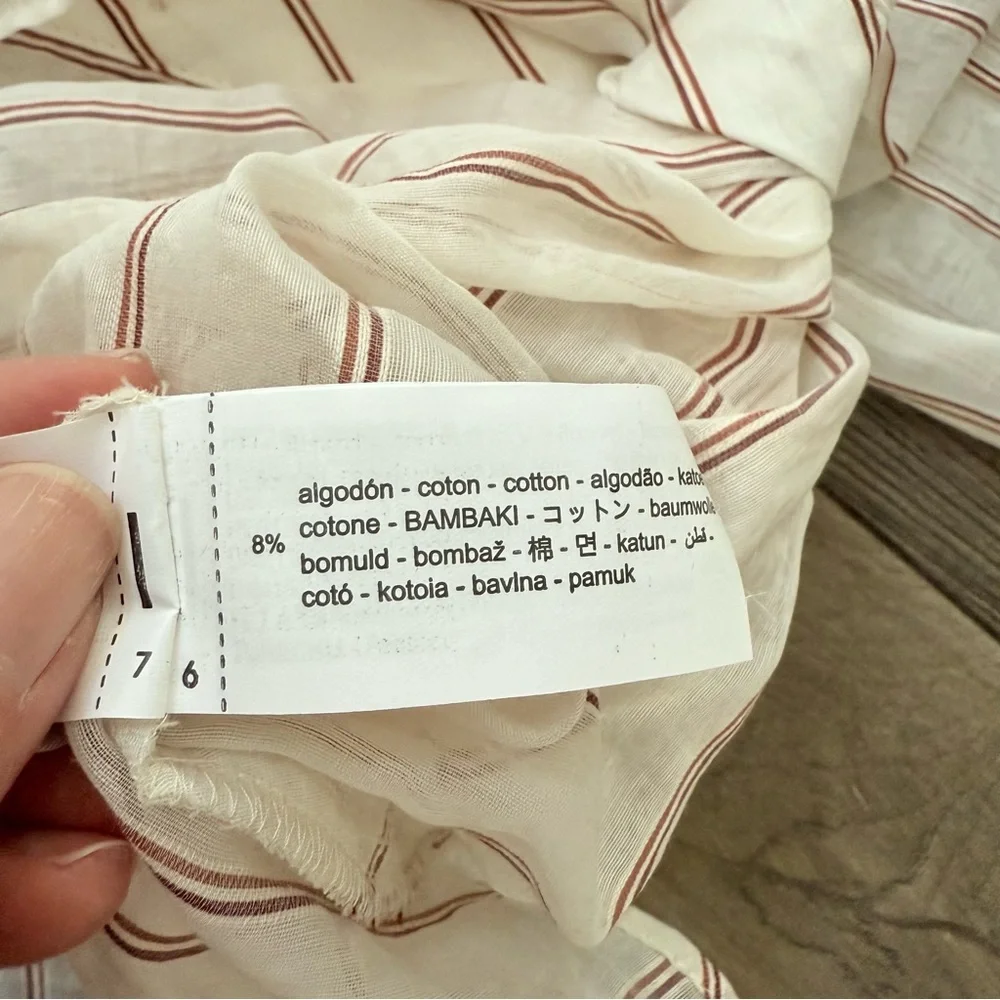 8%
algodón - coton - cotton - algodão -
cotone - BAMBAKI - コットン -
bomuld - bombaž - 棉 - 면 - katun - قطن -
cotó - kotoia - bavlna - pamuk
7 6